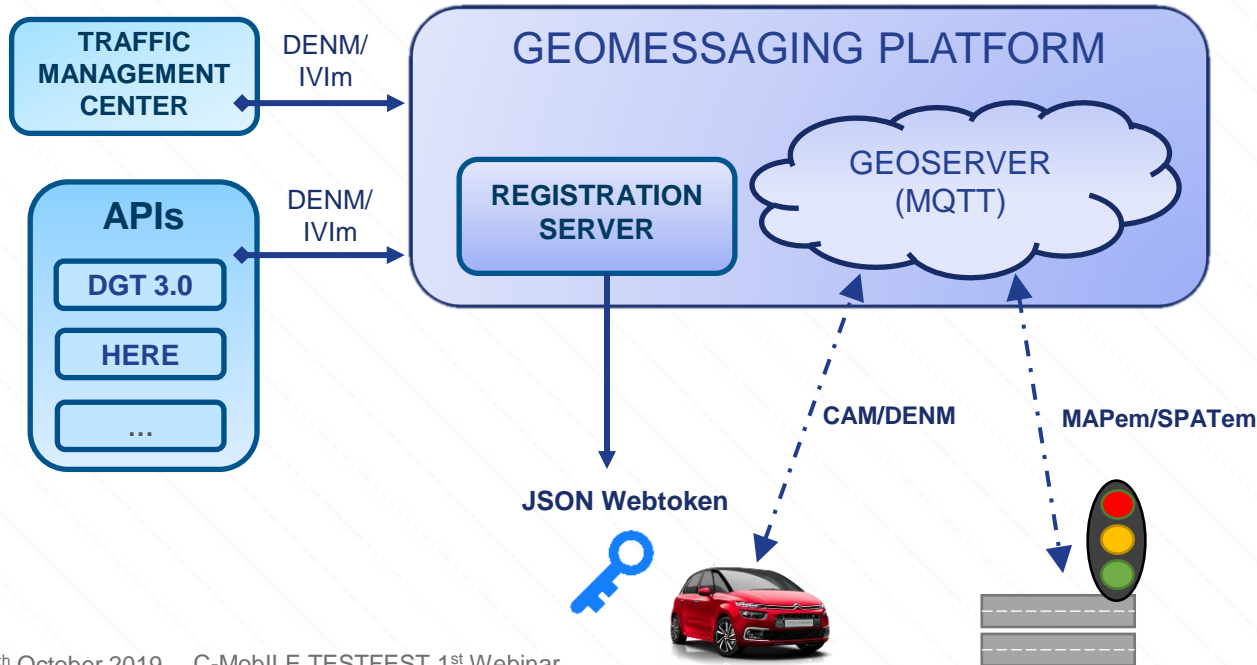 TRAFFIC
MANAGEMENT
CENTER
DENM/
IVIm
GEOMESSAGING PLATFORM
GEOSERVER
(MQTT)
REGISTRATION
SERVER
APIs
DENM/
IVIm
DGT 3.0
HERE
...
CAM/DENM
MAPem/SPATem
JSON Webtoken
th October 2019 C-MobILE TESTFEST 1st Webinar